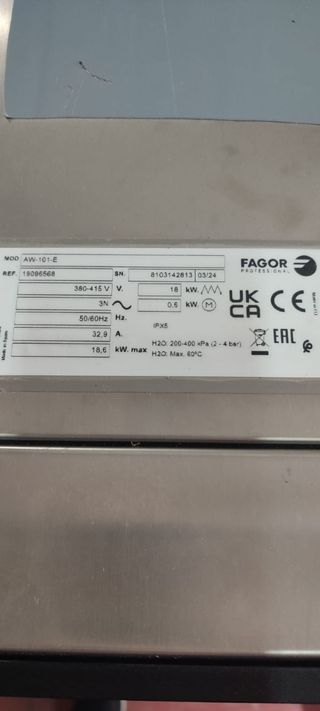 MOD. AW-101-E
FAGOR
PROFESSIONAL
REF. 19096568 SN. 8103142813 03/24
380-415 V V. 18 kW.
3N 0,6 kW. M
50/60Hz Hz. IPX5
32,9 A. H2O: 200-400 kPa (2 - 4 bar)
18,6 kW. max H2O: Max. 60ºC
UK
CA
CE
EAC
Made in Spain